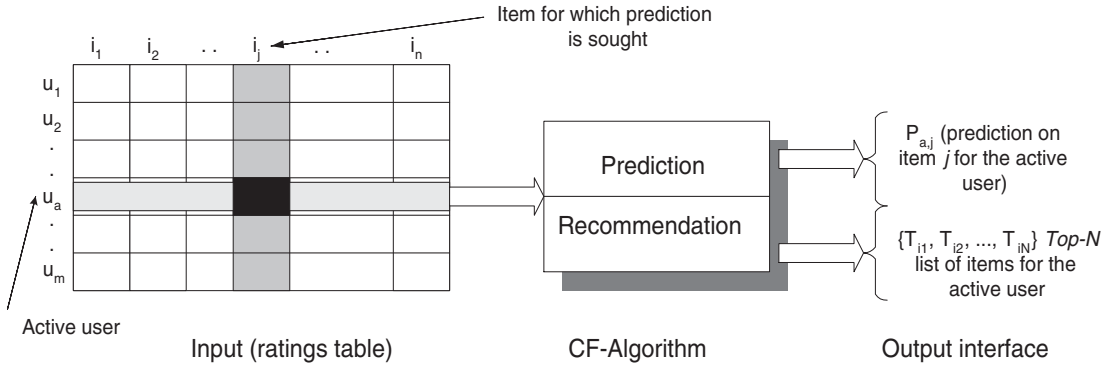 Item for which prediction
is sought
i1 i2 . . ij . . in
u1
u2
.
.
ua
.
.
um
Active user
Input (ratings table)
Prediction
Recommendation
CF-Algorithm
Pa,j (prediction on
item j for the active
user)
{Ti1, Ti2, ..., TiN} Top-N
list of items for the
active user
Output interface